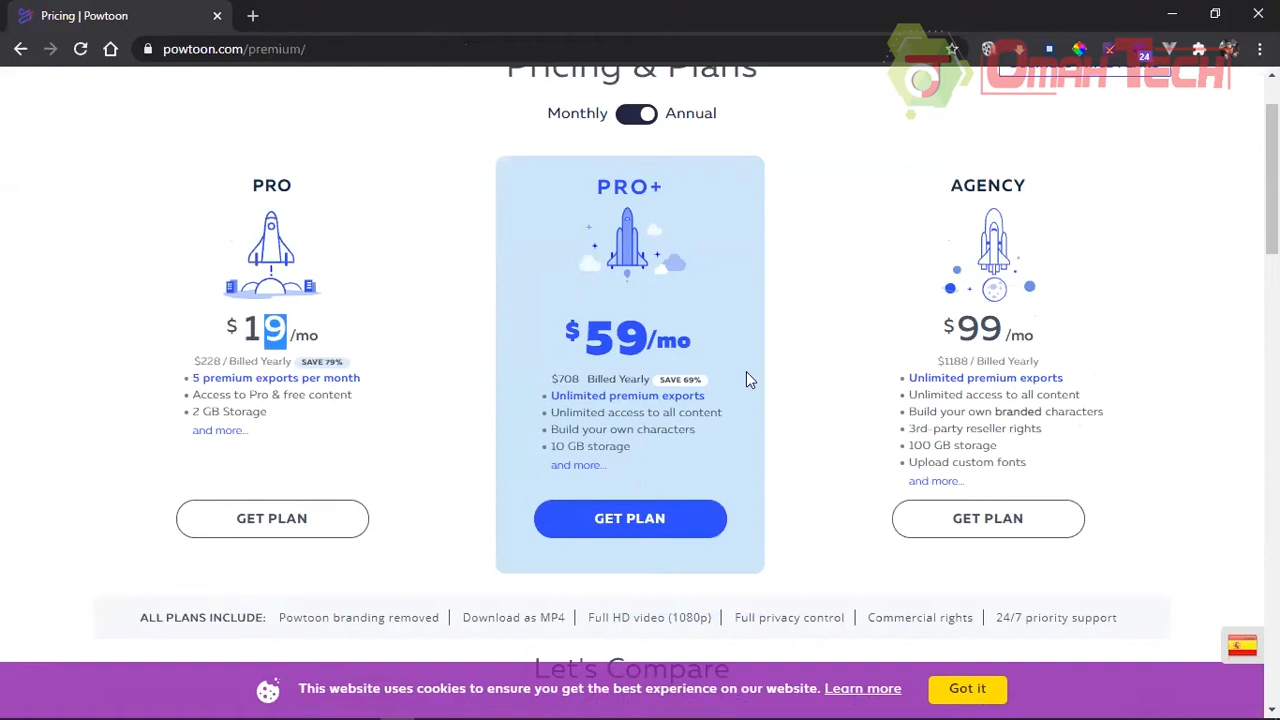 Pricing | Powtoon
powtoon.com/premium/
24
OMAH TECH
Pricing & Plans
Monthly Annual
PRO
$19/mo
$228 / Billed Yearly SAVE 79%
5 premium exports per month
Access to Pro & free content
2 GB Storage
and more...
GET PLAN
PRO+
$59/mo
$708 Billed Yearly SAVE 69%
Unlimited premium exports
Unlimited access to all content
Build your own characters
10 GB storage
and more...
GET PLAN
AGENCY
$99/mo
$1188 / Billed Yearly
Unlimited premium exports
Unlimited access to all content
Build your own branded characters
3rd-party reseller rights
100 GB storage
Upload custom fonts
and more...
GET PLAN
ALL PLANS INCLUDE: Powtoon branding removed | Download as MP4 | Full HD video (1080p) | Full privacy control | Commercial rights | 24/7 priority support
Let's Compare
This website uses cookies to ensure you get the best experience on our website. Learn more Got it